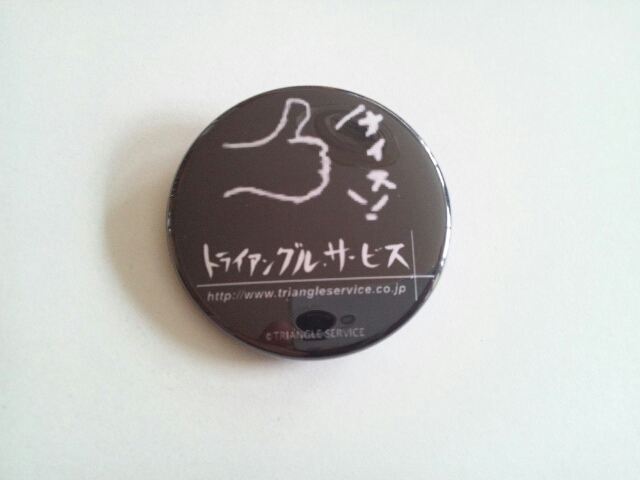 ナイス!!
トライアングル・サービス
http://www.triangleservice.co.jp
©TRIANGLE SERVICE